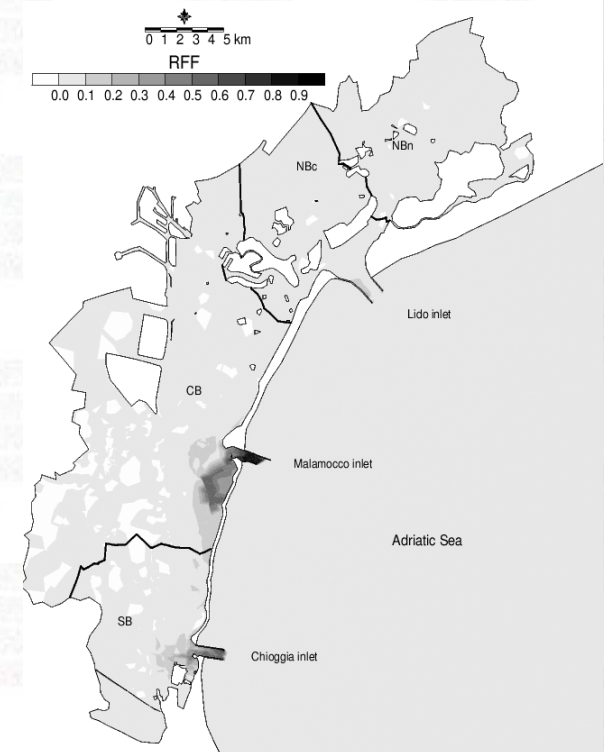 0 1 2 3 4 5 km
RFF
0.0 0.1 0.2 0.3 0.4 0.5 0.6 0.7 0.8 0.9
NBn
NBc
Lido inlet
CB
Malamocco inlet
Adriatic Sea
SB
Chioggia inlet